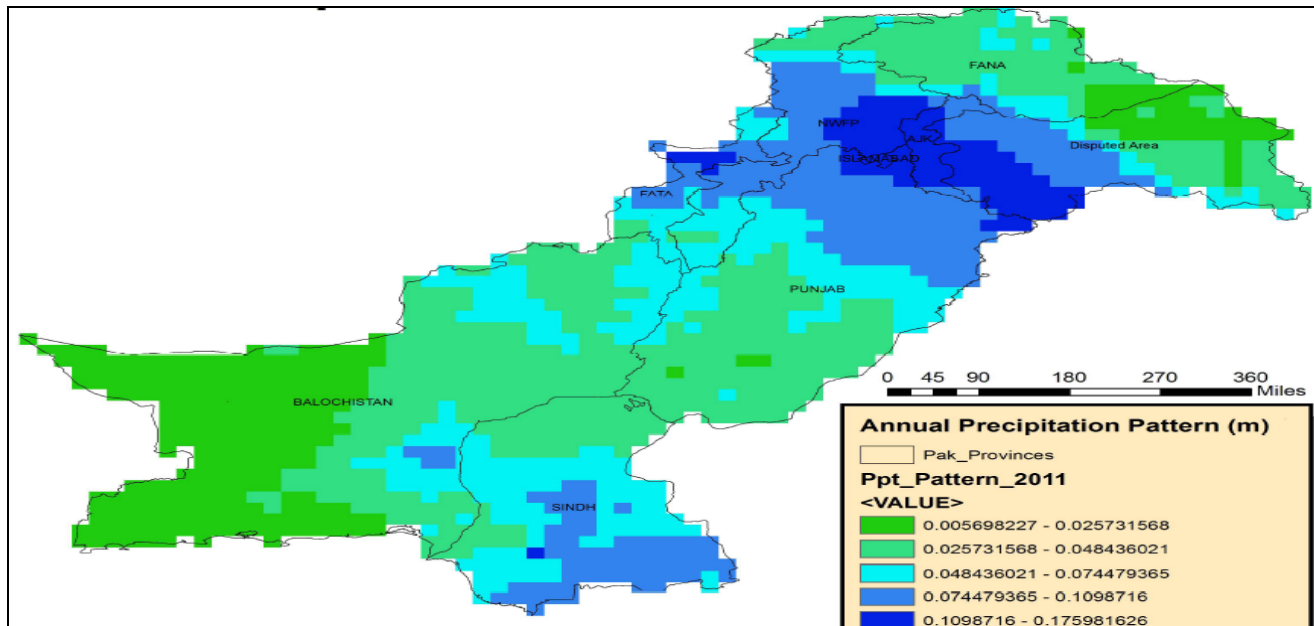 FANA
NWFP
AJK
Disputed Area
ISLAMABAD
FATA
PUNJAB
BALOCHISTAN
SINDH
0 45 90 180 270 360
Miles
Annual Precipitation Pattern (m)
Pak_Provinces
Ppt_Pattern_2011
<VALUE>
0.005698227 - 0.025731568
0.025731568 - 0.048436021
0.048436021 - 0.074479365
0.074479365 - 0.1098716
0.1098716 - 0.175981626